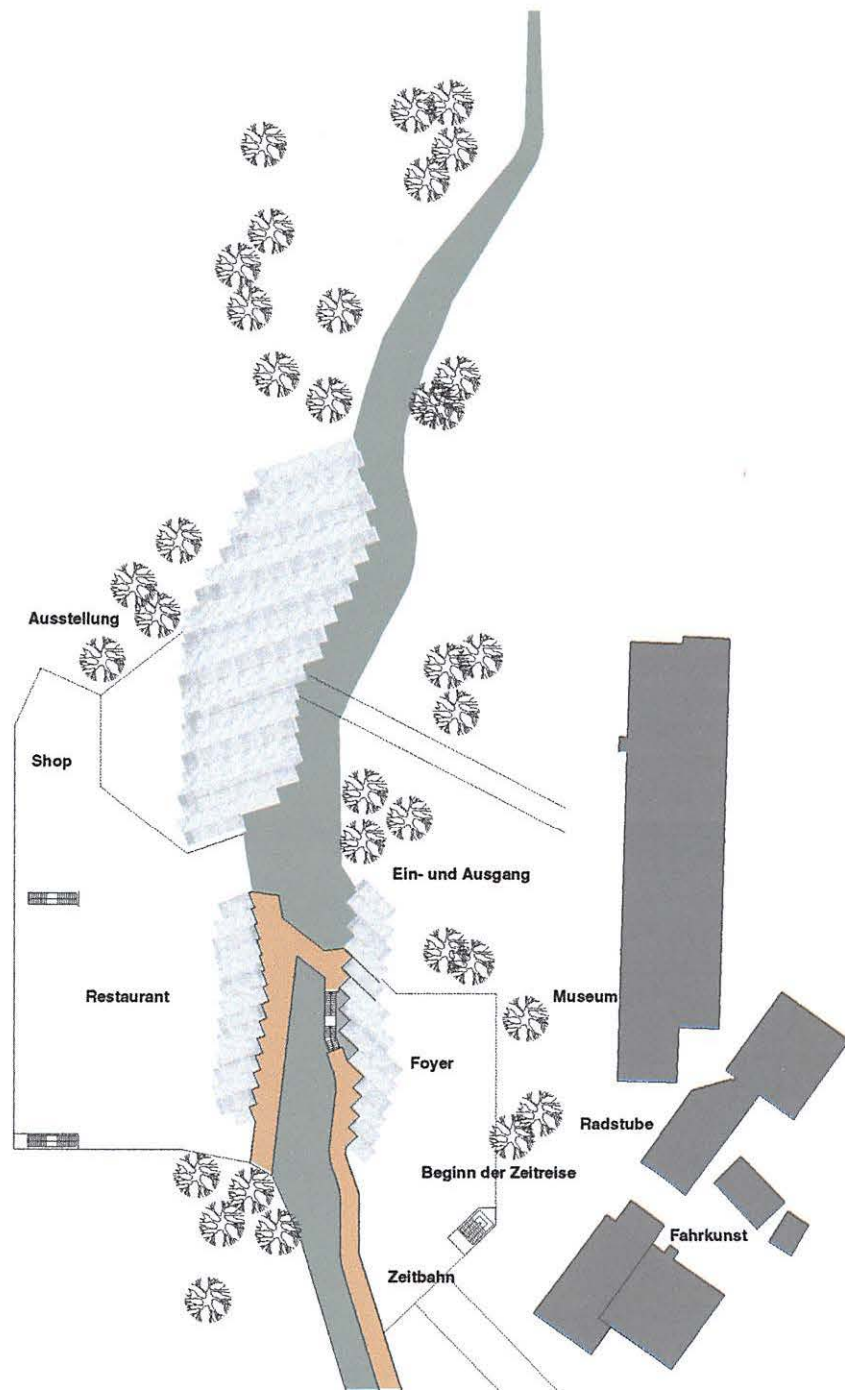 Ausstellung
Shop
Ein- und Ausgang
Restaurant
Museum
Foyer
Radstube
Beginn der Zeitreise
Fahrkunst
Zeitbahn